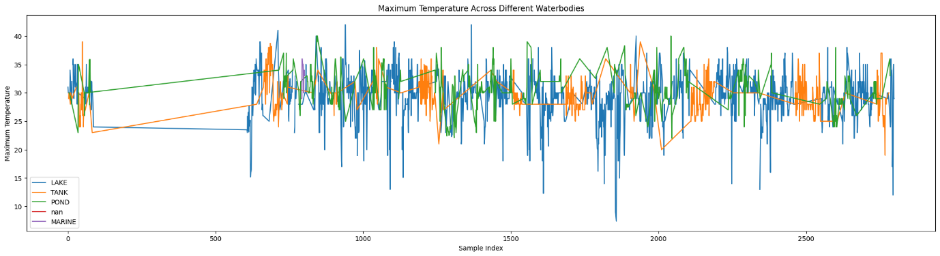 Maximum Temperature Across Different Waterbodies
Maximum Temperature
40
35
30
25
20
15
10
LAKE
TANK
POND
nan
MARINE
0
500
1000
1500
2000
2500
Sample Index